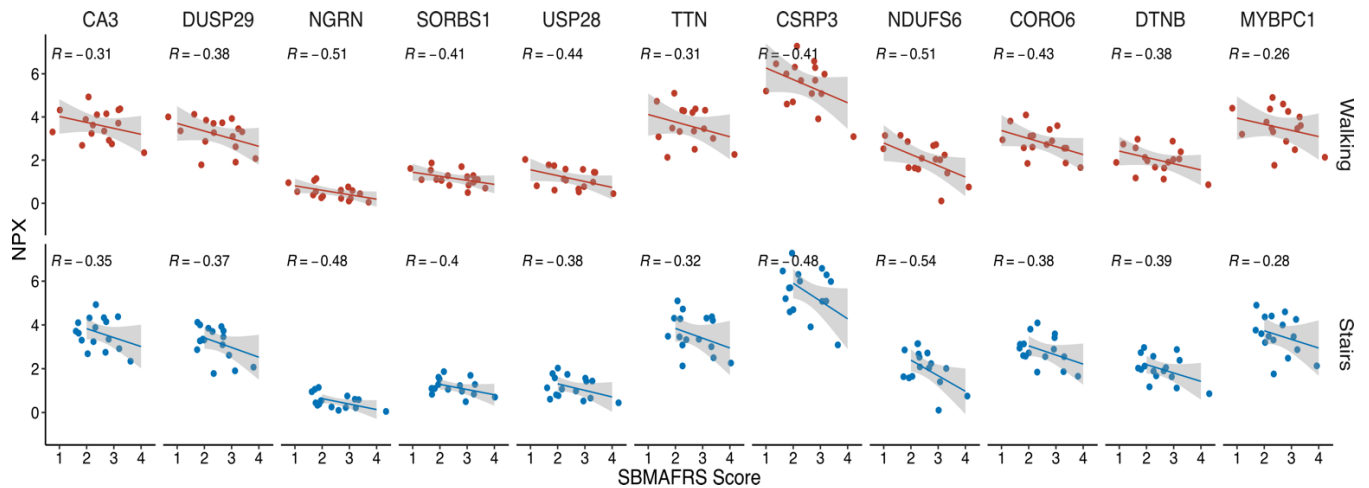 CA3 DUSP29 NGRN SORBS1 USP28 TTN CSRP3 NDUFS6 CORO6 DTNB MYBPC1
R = −0.31 R = −0.38 R = −0.51 R = −0.41 R = −0.44 R = −0.31 R = −0.41 R = −0.51 R = −0.43 R = −0.38 R = −0.26
6
4
2
0
Walking
NPX
R = −0.35 R = −0.37 R = −0.48 R = −0.4 R = −0.38 R = −0.32 R = −0.48 R = −0.54 R = −0.38 R = −0.39 R = −0.28
6
4
2
0
Stairs
1 2 3 4 1 2 3 4 1 2 3 4 1 2 3 4 1 2 3 4 1 2 3 4 1 2 3 4 1 2 3 4 1 2 3 4 1 2 3 4 1 2 3 4
SBMAFRS Score